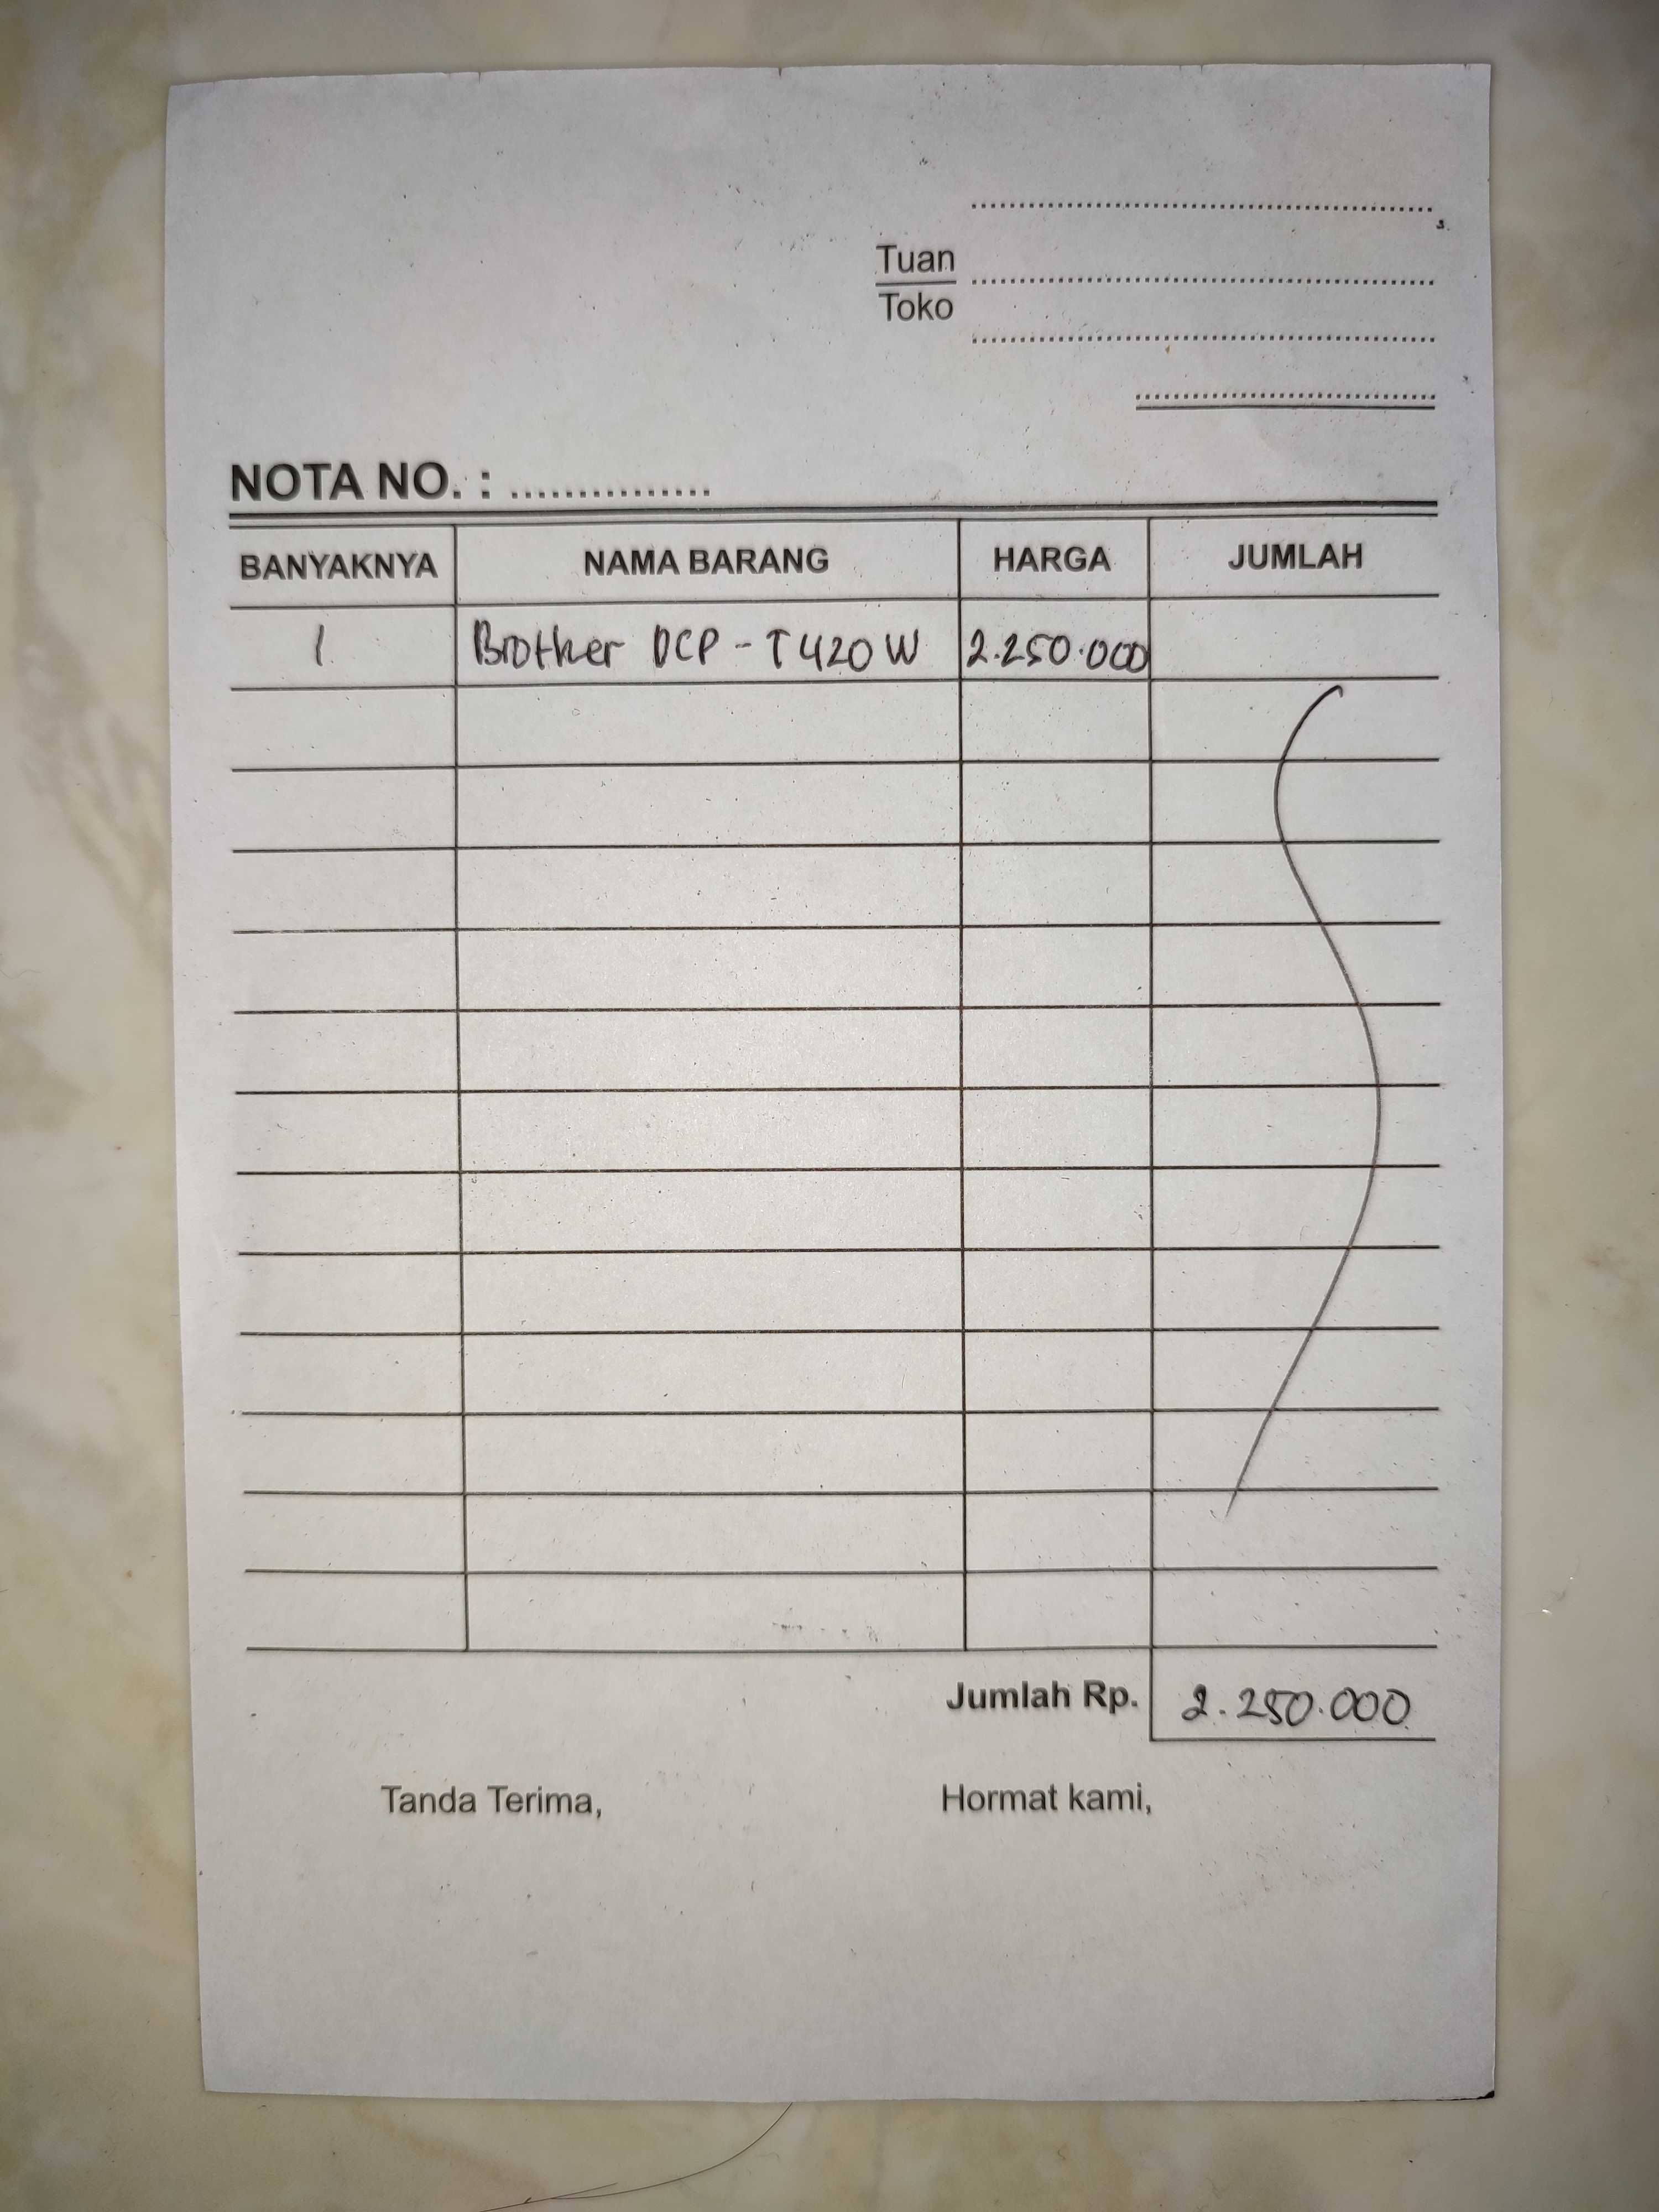 Tuan
Toko
NOTA NO. : ...............
BANYAKNYA NAMA BARANG HARGA JUMLAH
1 Brother DCP - T420W 2.250.000
Jumlah Rp. 2.250.000
Tanda Terima, Hormat kami,